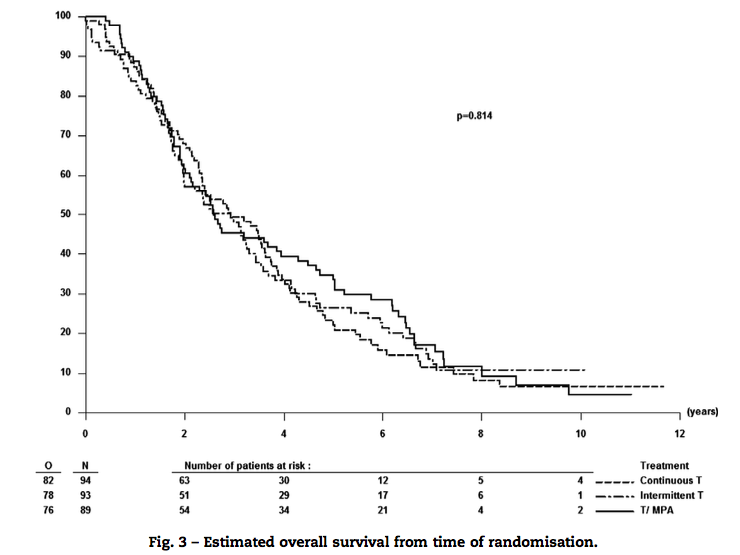 100
90
80
70
60
50
40
30
20
10
0
p=0.814
(years)
0 2 4 6 8 10 12
O N Number of patients at risk : Treatment
82 94 63 30 12 5 4 Continuous T
78 93 51 29 17 6 1 Intermittent T
76 89 54 34 21 4 2 T/ MPA
Fig. 3 – Estimated overall survival from time of randomisation.